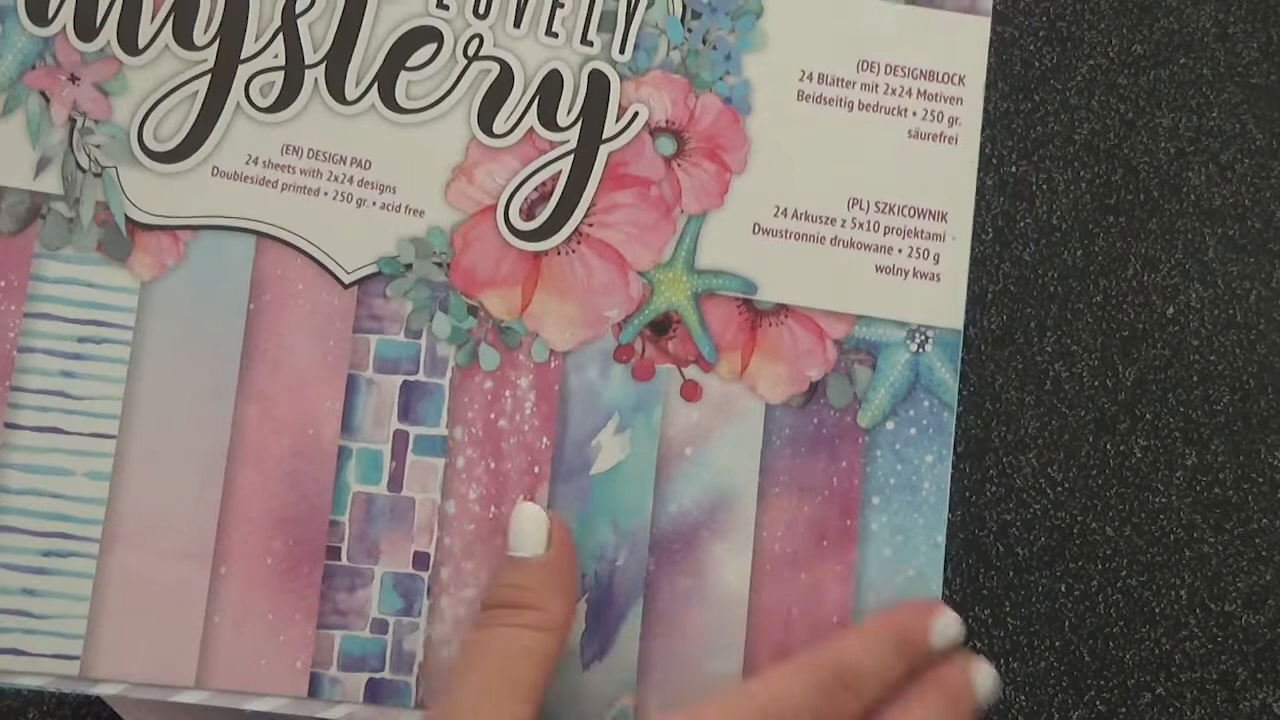 LOVELY
mystery
(EN) DESIGN PAD
24 sheets with 2x24 designs
Doublesided printed • 250 gr. • acid free
(DE) DESIGNBLOCK
24 Blätter mit 2x24 Motiven
Beidseitig bedruckt • 250 gr.
säurefrei
(PL) SZKICOWNIK
24 Arkusze z 5x10 projektami
Dwustronnie drukowane • 250 g
wolny kwas